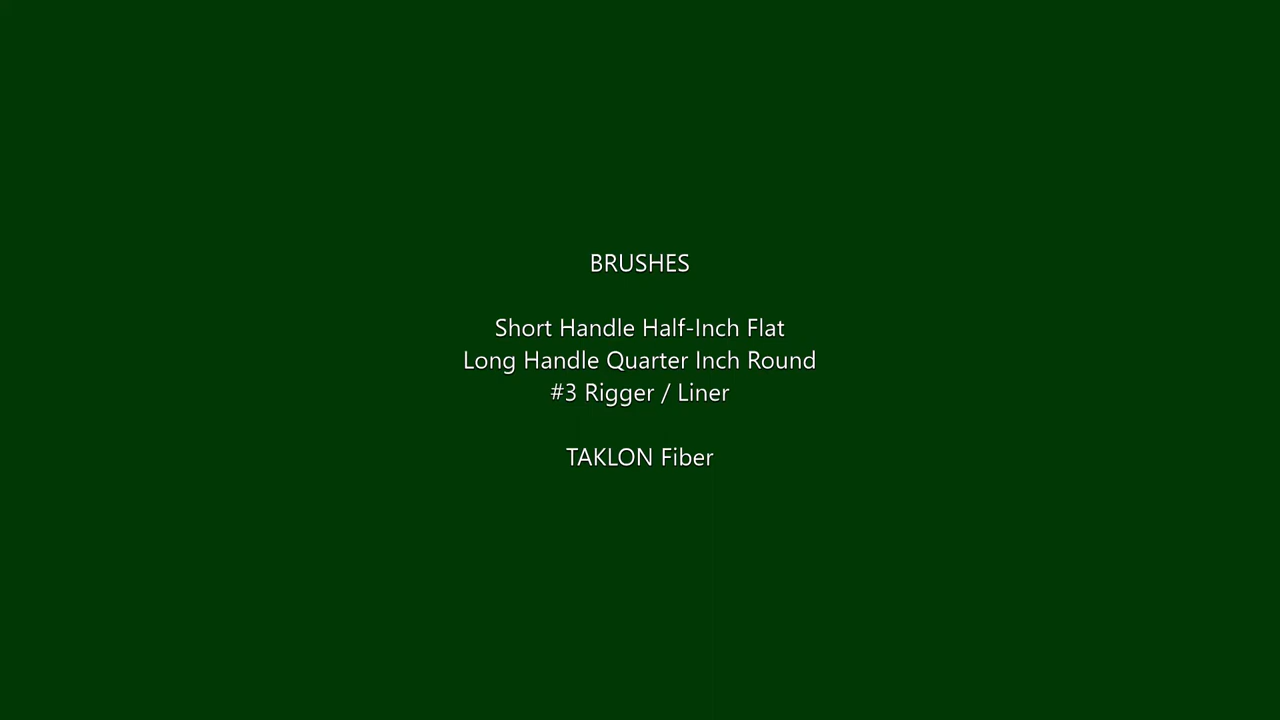 BRUSHES
Short Handle Half-Inch Flat
Long Handle Quarter Inch Round
#3 Rigger / Liner
TAKLON Fiber